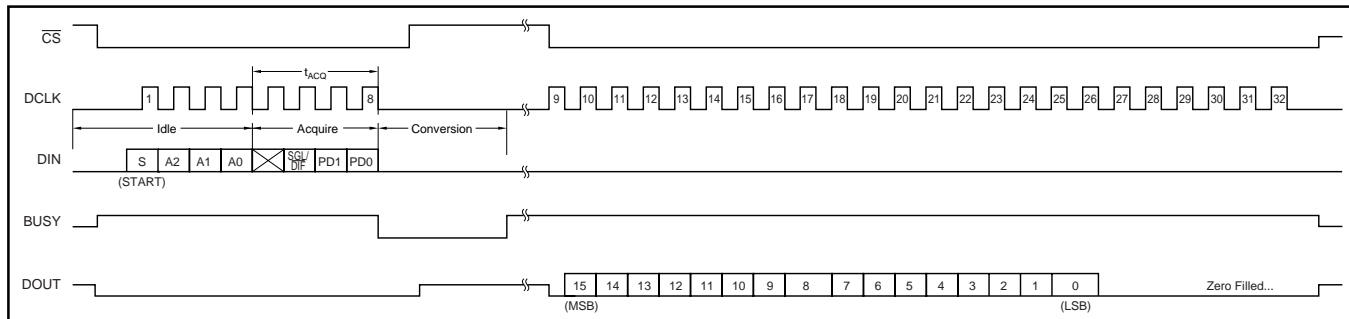 CS
tACQ
DCLK
1
8
9 10 11 12 13 14 15 16 17 18 19 20 21 22 23 24 25 26 27 28 29 30 31 32
Idle
Acquire
Conversion
DIN
S A2 A1 A0 SGL/DIF PD1 PD0
(START)
BUSY
DOUT
15 14 13 12 11 10 9 8 7 6 5 4 3 2 1 0
Zero Filled...
(MSB)
(LSB)